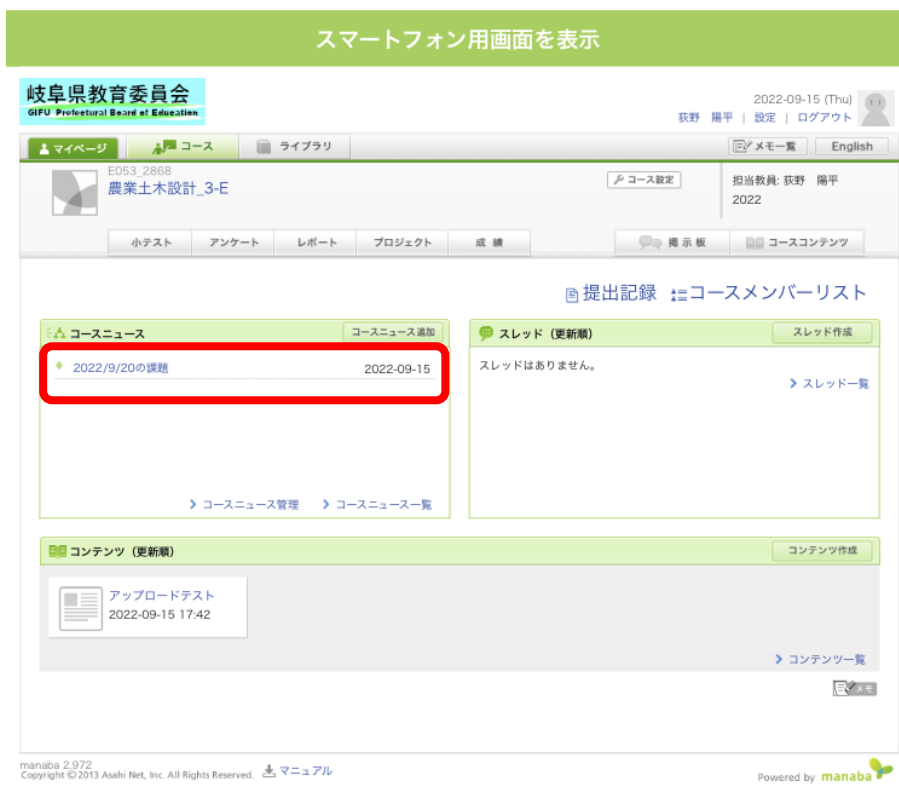 スマートフォン用画面を表示
岐阜県教育委員会
GIFU Prefectural Board of Education
2022-09-15 (Thu)
荻野 陽平 | 設定 | ログアウト
マイページ コース ライブラリ メモ一覧 English
E053_2868
農業土木設計_3-E
コース設定
担当教員: 荻野 陽平
2022
小テスト アンケート レポート プロジェクト 成績 掲示板 コースコンテンツ
提出記録 コースメンバーリスト
コースニュース コースニュース追加
2022/9/20の課題 2022-09-15
コースニュース管理 コースニュース一覧
スレッド（更新順） スレッド作成
スレッドはありません。
スレッド一覧
コンテンツ（更新順） コンテンツ作成
アップロードテスト
2022-09-15 17:42
コンテンツ一覧
メモ
manaba 2.972
Copyright © 2013 Asahi Net, Inc. All Rights Reserved. マニュアル
Powered by manaba